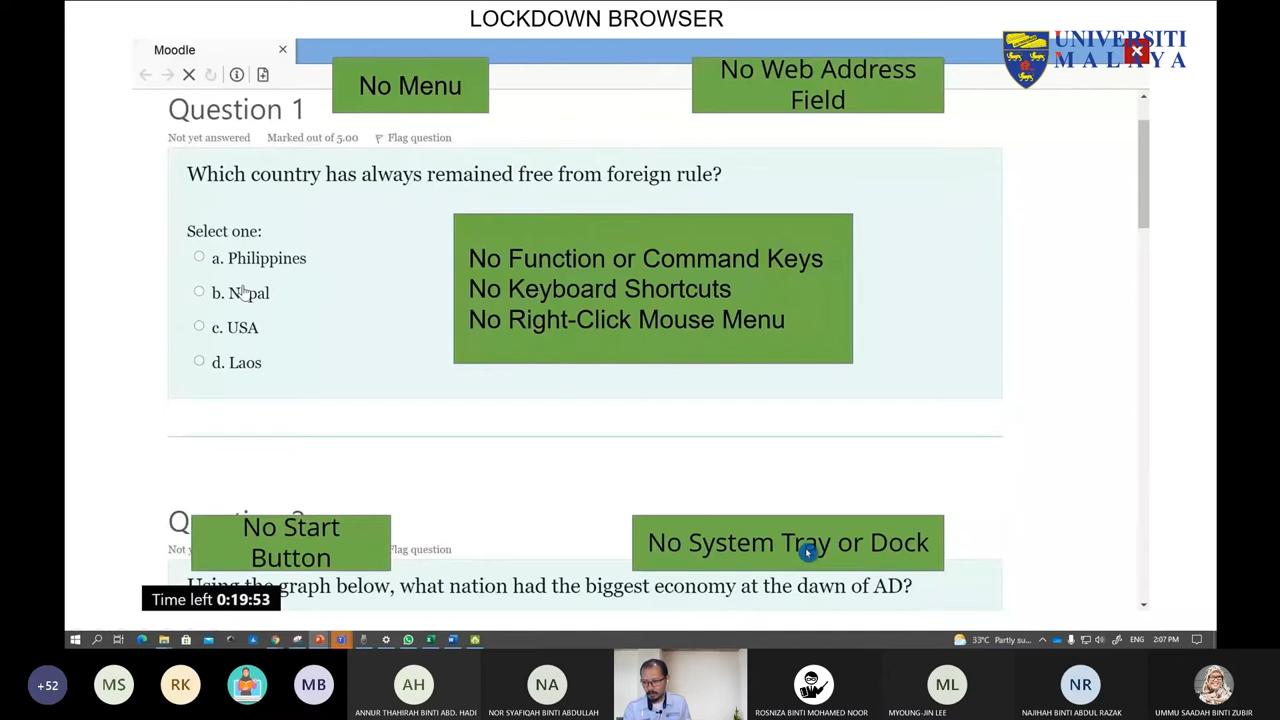 LOCKDOWN BROWSER
Moodle
UNIVERSITI
MALAYA
No Menu
No Web Address
Field
Question 1
Not yet answered Marked out of 5.00 Flag question
Which country has always remained free from foreign rule?
Select one:
a. Philippines
b. Nepal
c. USA
d. Laos
No Function or Command Keys
No Keyboard Shortcuts
No Right-Click Mouse Menu
No Start
Button
No System Tray or Dock
Flag question
Using the graph below, what nation had the biggest economy at the dawn of AD?
Time left 0:19:53
33°C Partly su... ENG 2:07 PM
+52
MS
RK
MB
AH
NA
ML
NR
ANNUR THAHIRAH BINTI ABD. HADI
NOR SYAFIQAH BINTI ABDULLAH
ROSNIZA BINTI MOHAMED NOOR
MYOUNG-JIN LEE
NAJIHAH BINTI ABDUL RAZAK
UMMU SAADAH BINTI ZUBIR